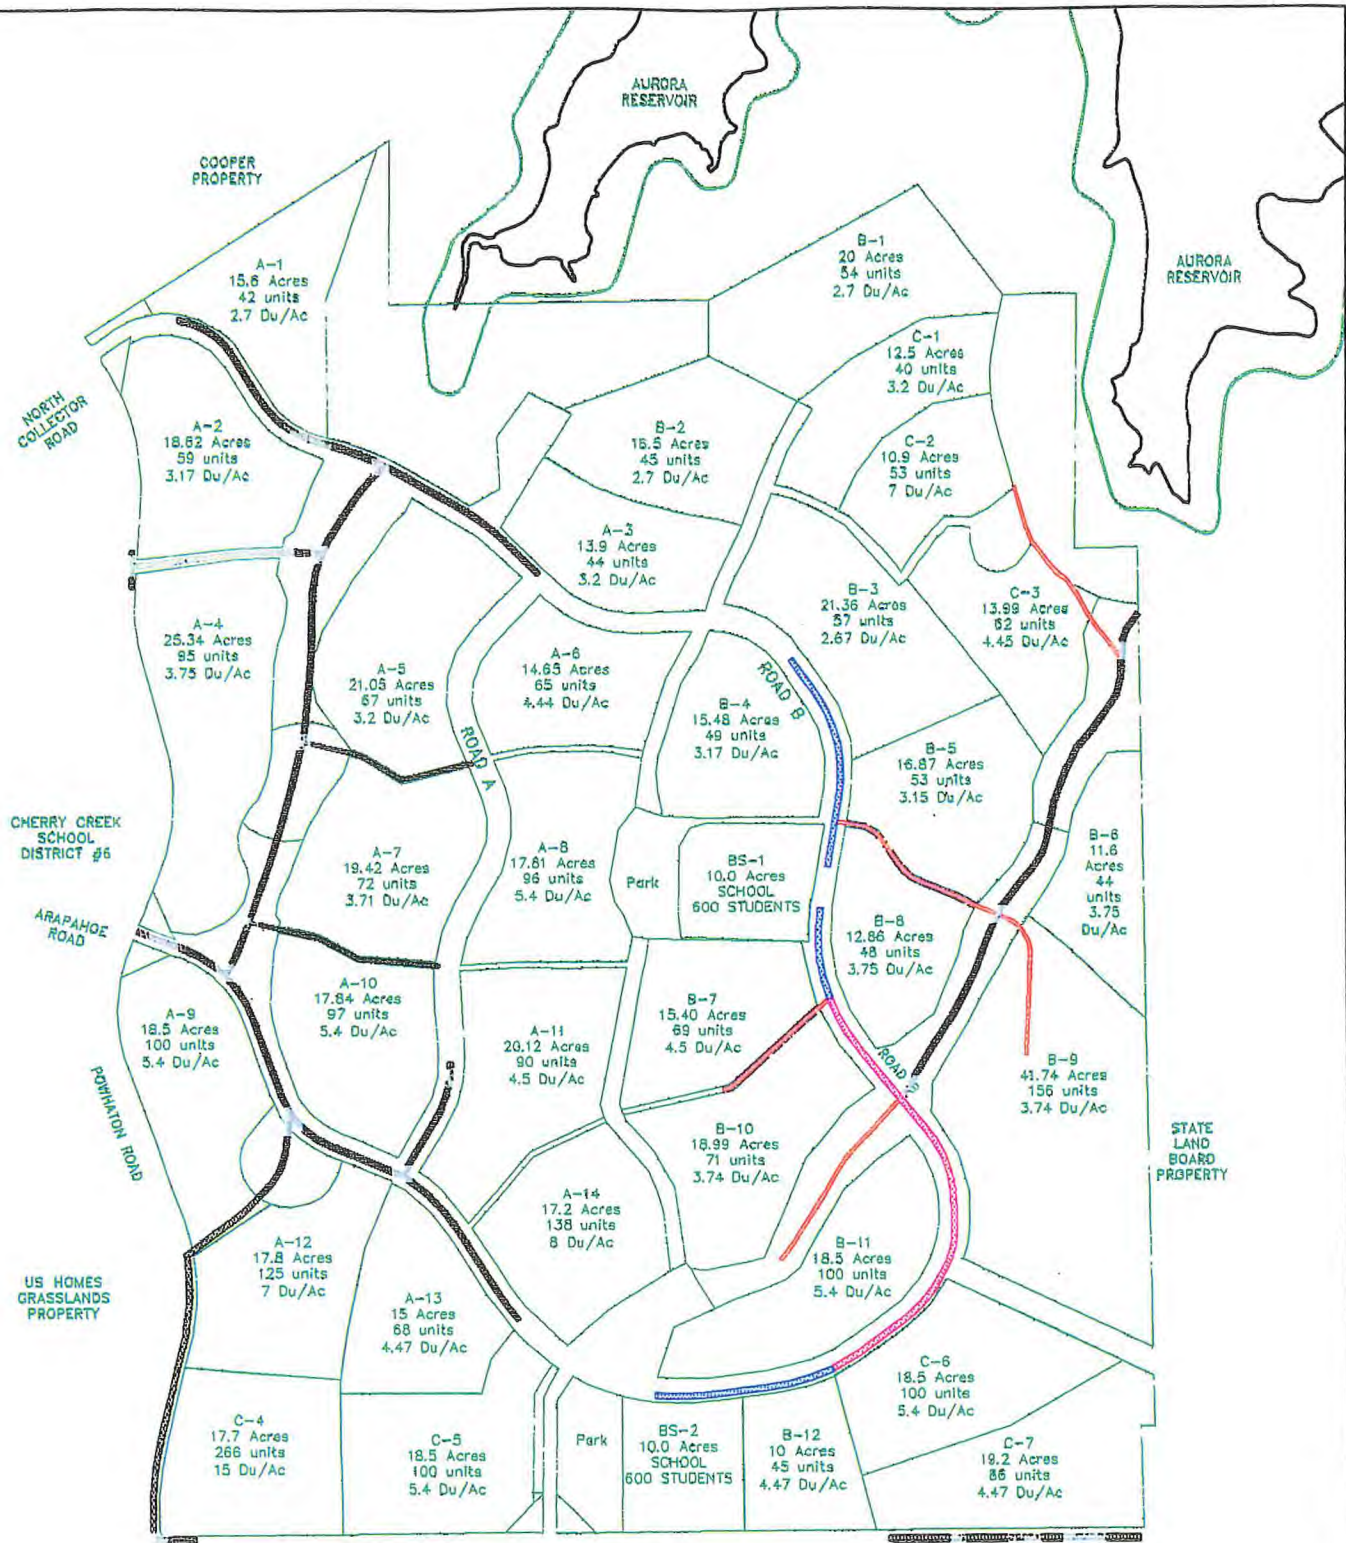 AURORA
RESERVOIR
COOPER
PROPERTY
AURORA
RESERVOIR
B-1
20 Acres
54 units
2.7 Du/Ac
A-1
15.6 Acres
42 units
2.7 Du/Ac
C-1
12.5 Acres
40 units
3.2 Du/Ac
NORTH
COLLECTOR
ROAD
A-2
18.62 Acres
59 units
3.17 Du/Ac
B-2
16.5 Acres
45 units
2.7 Du/Ac
C-2
10.9 Acres
53 units
7 Du/Ac
A-3
13.9 Acres
44 units
3.2 Du/Ac
B-3
21.36 Acres
57 units
2.67 Du/Ac
C-3
13.99 Acres
62 units
4.45 Du/Ac
A-4
25.34 Acres
95 units
3.75 Du/Ac
A-5
21.05 Acres
67 units
3.2 Du/Ac
A-6
14.65 Acres
65 units
4.44 Du/Ac
ROAD B
B-4
15.48 Acres
49 units
3.17 Du/Ac
ROAD A
B-5
16.87 Acres
53 units
3.15 Du/Ac
CHERRY CREEK
SCHOOL
DISTRICT #6
A-7
19.42 Acres
72 units
3.71 Du/Ac
A-8
17.81 Acres
96 units
5.4 Du/Ac
Park
BS-1
10.0 Acres
SCHOOL
600 STUDENTS
B-6
11.6
Acres
44
units
3.75
Du/Ac
ARAPAHOE
ROAD
B-8
12.86 Acres
48 units
3.75 Du/Ac
A-9
18.5 Acres
100 units
5.4 Du/Ac
A-10
17.84 Acres
97 units
5.4 Du/Ac
A-11
20.12 Acres
90 units
4.5 Du/Ac
B-7
15.40 Acres
69 units
4.5 Du/Ac
ROAD B
B-9
41.74 Acres
156 units
3.74 Du/Ac
POWHATON ROAD
B-10
18.99 Acres
71 units
3.74 Du/Ac
STATE
LAND
BOARD
PROPERTY
A-14
17.2 Acres
138 units
8 Du/Ac
B-11
18.5 Acres
100 units
5.4 Du/Ac
US HOMES
GRASSLANDS
PROPERTY
A-12
17.8 Acres
125 units
7 Du/Ac
A-13
15 Acres
68 units
4.47 Du/Ac
C-6
18.5 Acres
100 units
5.4 Du/Ac
C-4
17.7 Acres
266 units
15 Du/Ac
C-5
18.5 Acres
100 units
5.4 Du/Ac
Park
BS-2
10.0 Acres
SCHOOL
600 STUDENTS
B-12
10 Acres
45 units
4.47 Du/Ac
C-7
19.2 Acres
86 units
4.47 Du/Ac